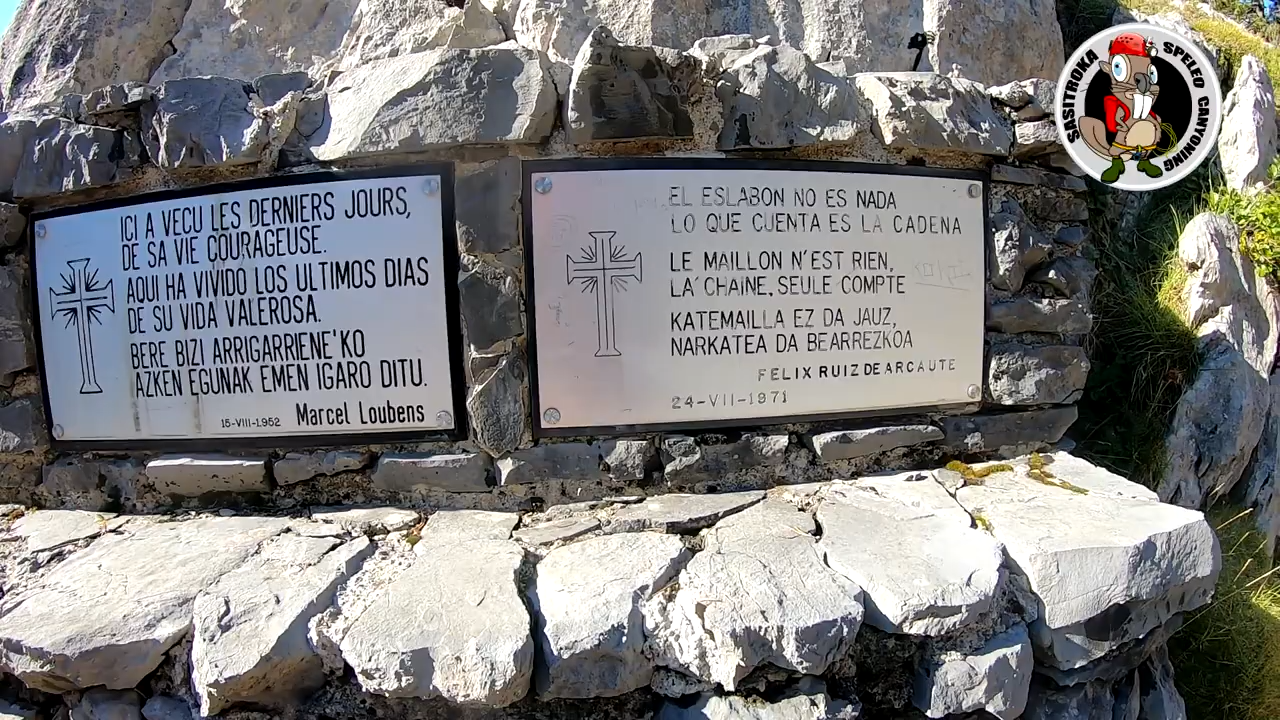 ICI A VECU LES DERNIERS JOURS,
DE SA VIE COURAGEUSE.
AQUI HA VIVIDO LOS ULTIMOS DIAS
DE SU VIDA VALEROSA.
BERE BIZI ARRIGARRIENE'KO
AZKEN EGUNAK EMEN IGARO DITU.
15-VIII-1.952 Marcel Loubens
EL ESLABON NO ES NADA
LO QUE CUENTA ES LA CADENA
LE MAILLON N'EST RIEN,
LA CHAINE, SEULE COMPTE
KATEMAILLA EZ DA JAUZ,
NARKATEA DA BEARREZKOA
FELIX RUIZ DE ARCAUTE
24-VII-1971
SASITROKA SPELEO CANYONING